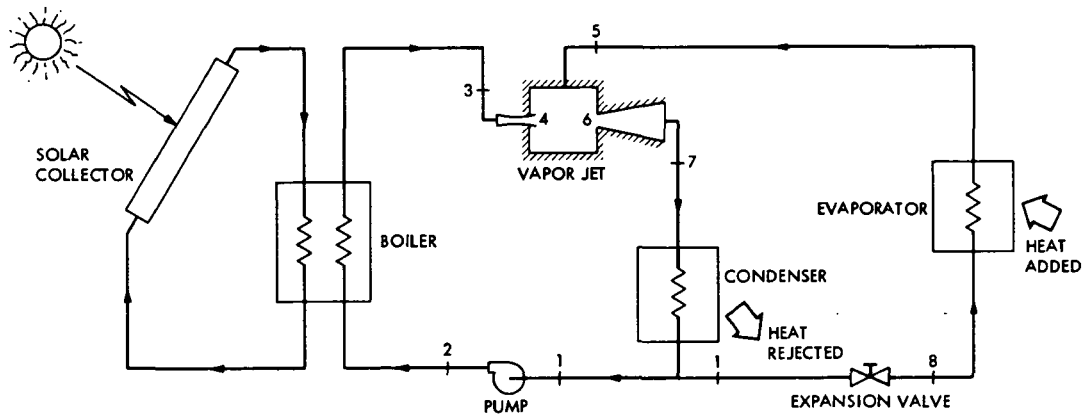 5
3
4
6
VAPOR JET
7
SOLAR
COLLECTOR
BOILER
EVAPORATOR
HEAT
ADDED
CONDENSER
HEAT
REJECTED
2
1
1
8
PUMP
EXPANSION VALVE